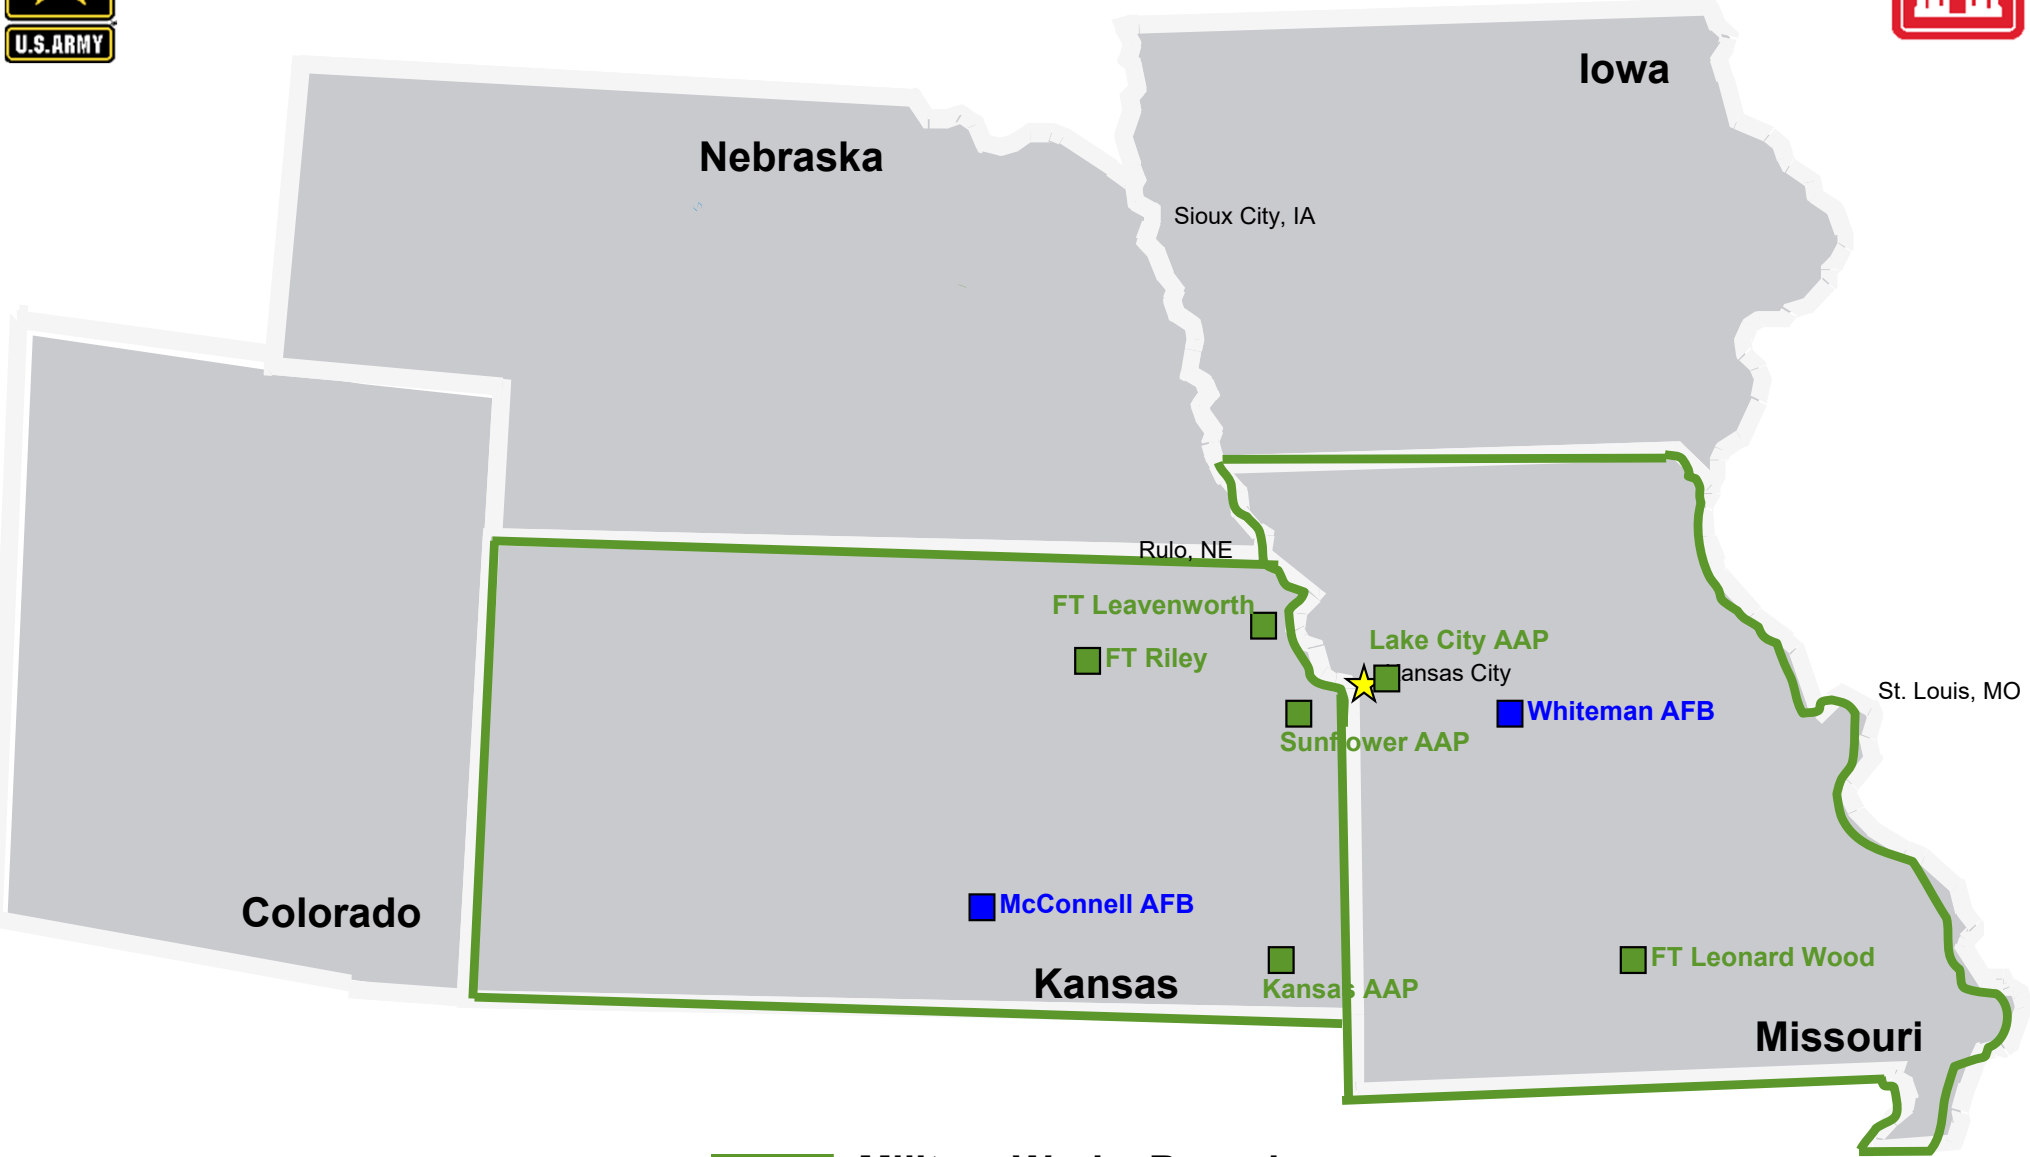 U.S.ARMY
Iowa
Nebraska
Sioux City, IA
Rulo, NE
FT Leavenworth
Lake City AAP
FT Riley
Kansas City
St. Louis, MO
Whiteman AFB
Sunflower AAP
McConnell AFB
Colorado
FT Leonard Wood
Kansas
Kansas AAP
Missouri